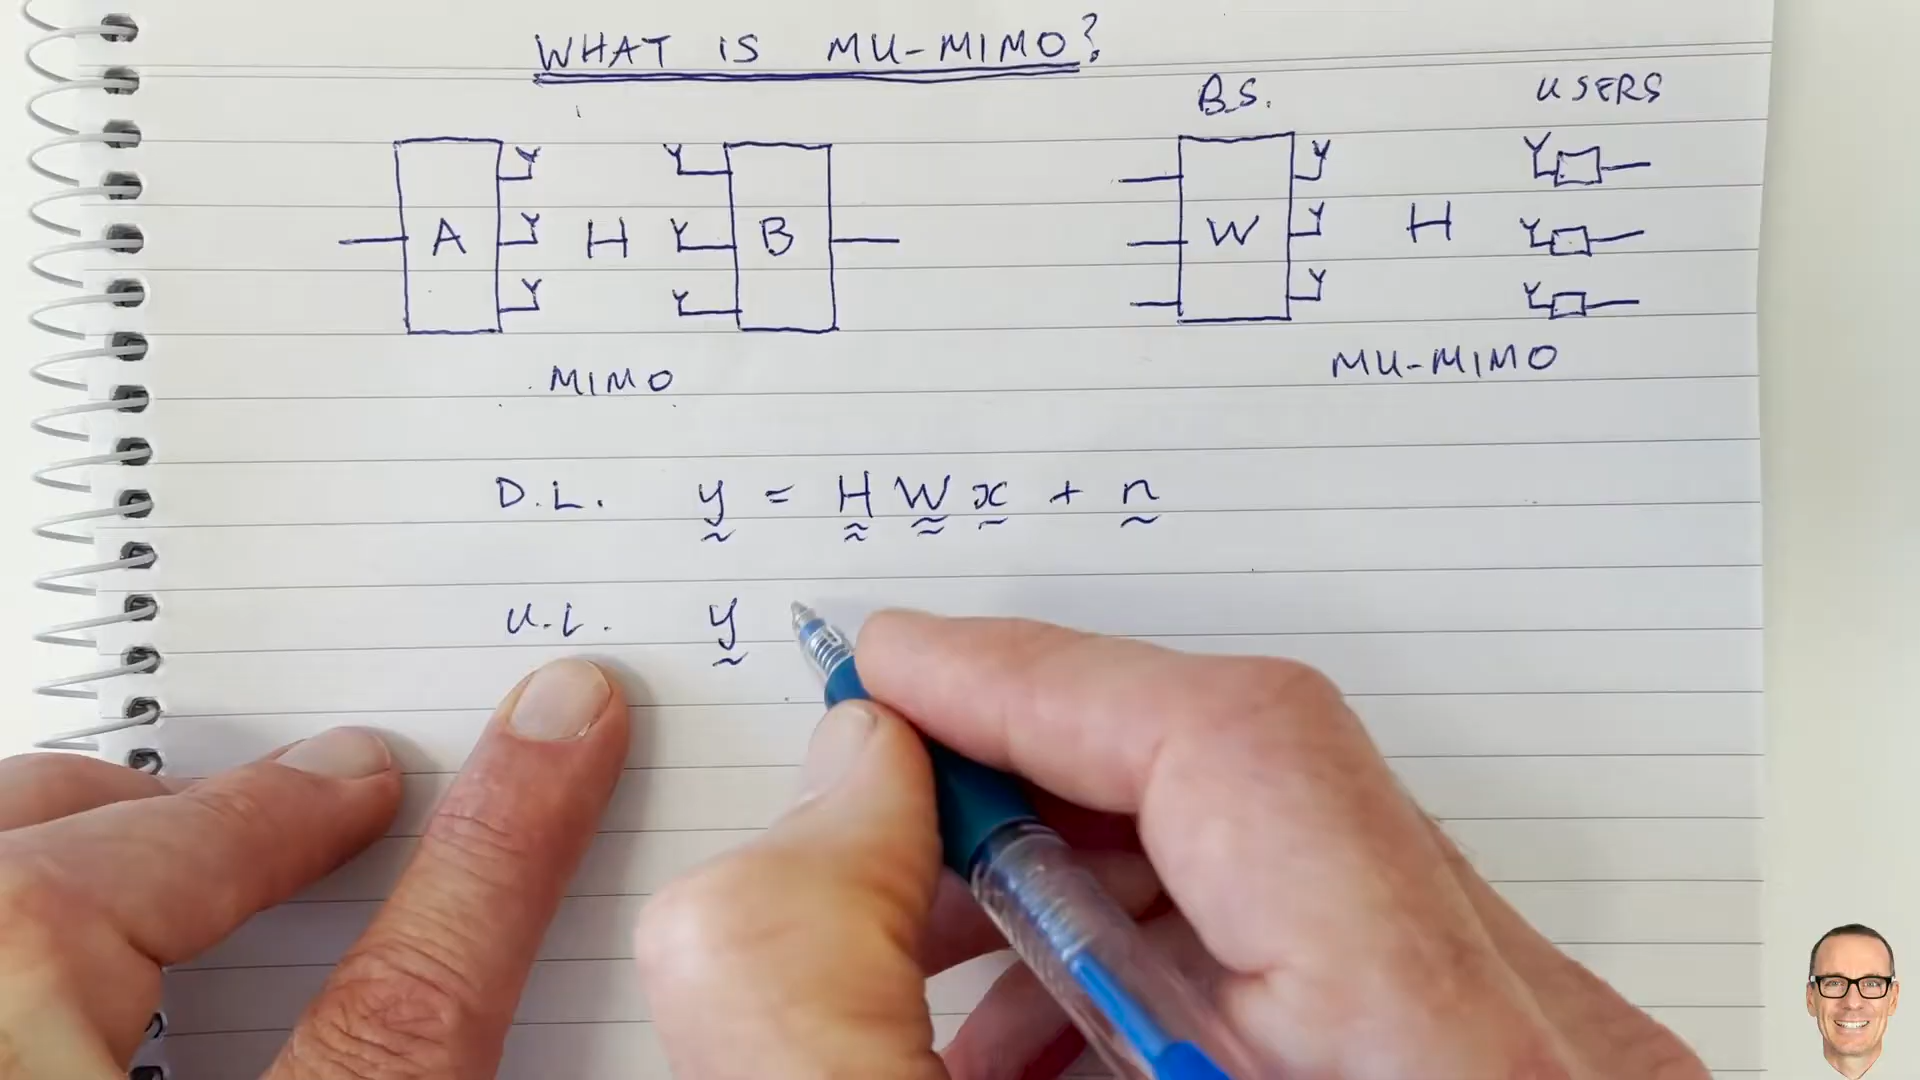 WHAT IS MU-MIMO?
B.S. USERS
A H B W H
MIMO MU-MIMO
D.L. y = H W x + n
U.L. y